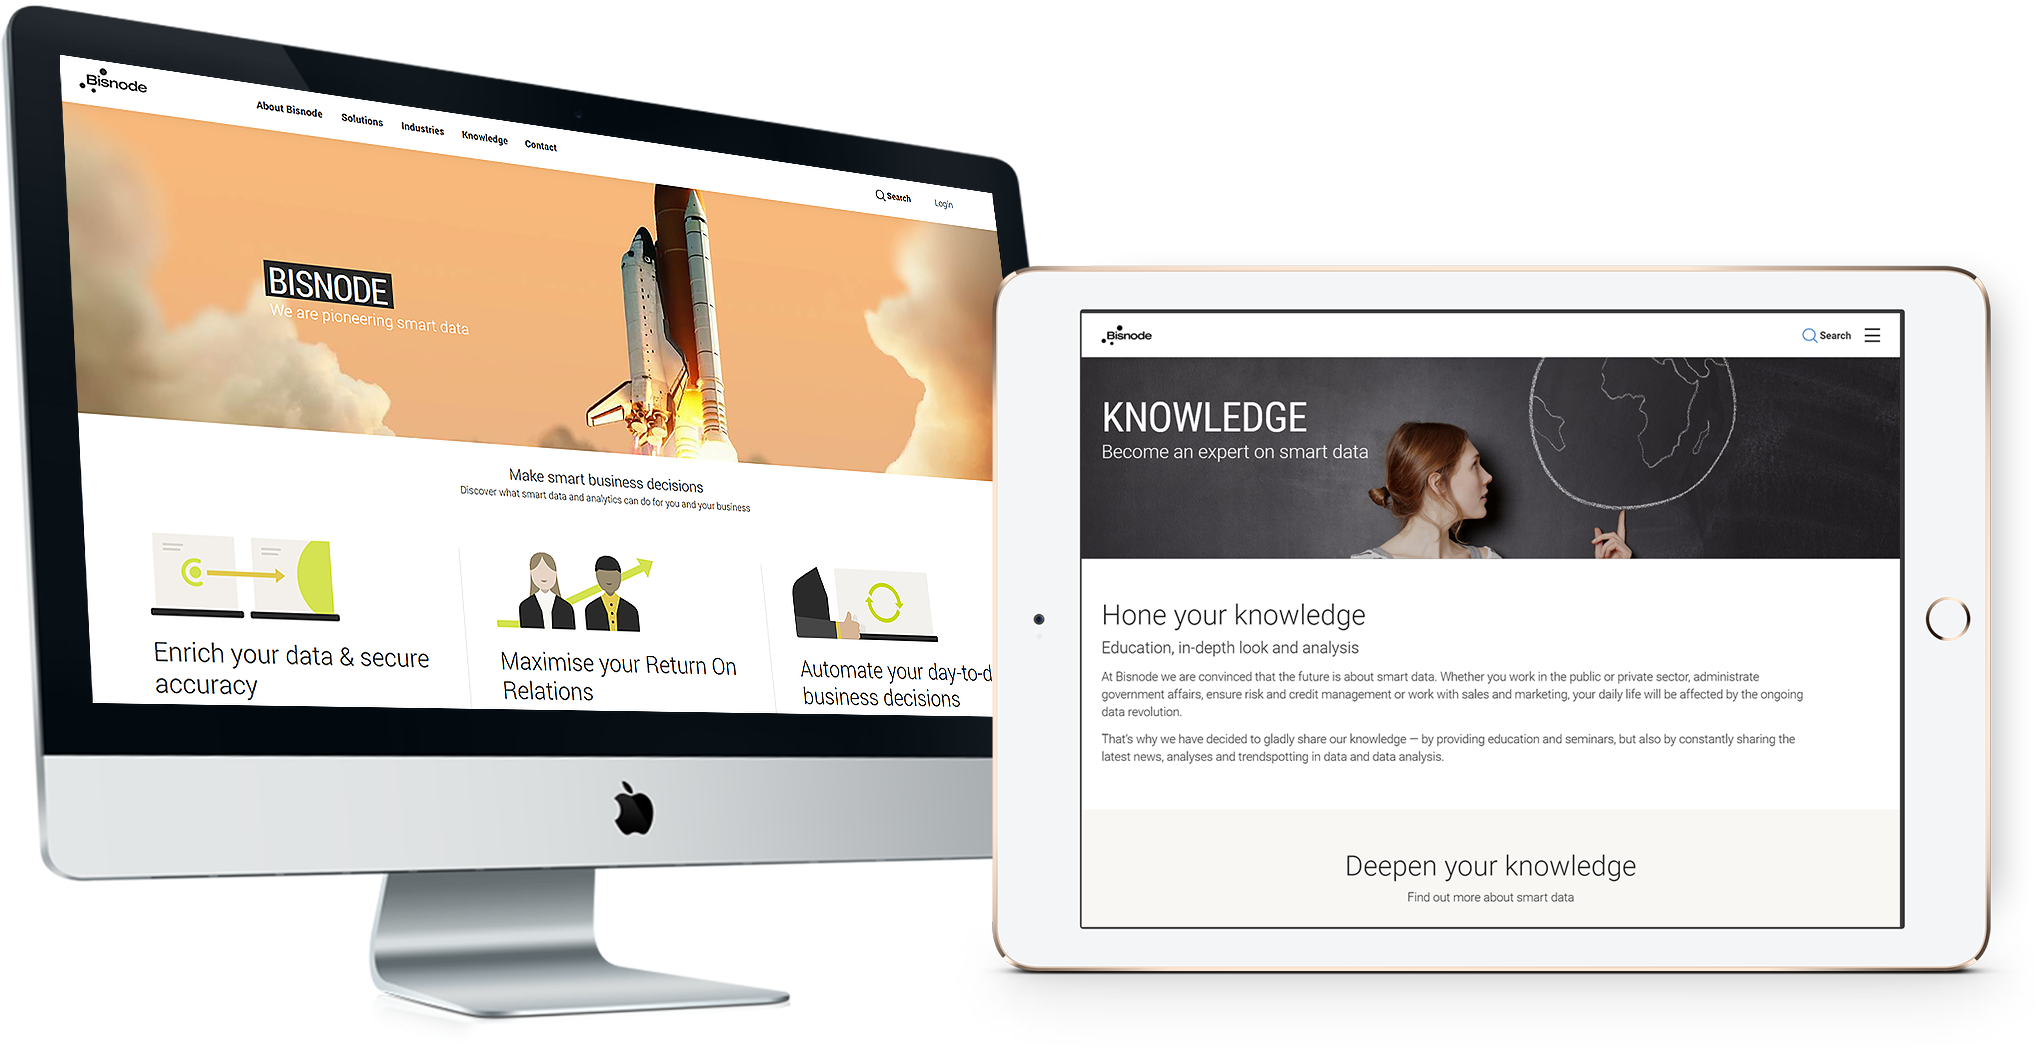 Bisnode
About Bisnode
Solutions
Industries
Knowledge
Contact
Search
Login
BISNODE
We are pioneering smart data
Make smart business decisions
Discover what smart data and analytics can do for you and your business
Enrich your data & secure
accuracy
Maximise your Return On
Relations
Automate your day-to-d
business decisions
Bisnode
Search
KNOWLEDGE
Become an expert on smart data
Hone your knowledge
Education, in-depth look and analysis
At Bisnode we are convinced that the future is about smart data. Whether you work in the public or private sector, administrate
government affairs, ensure risk and credit management or work with sales and marketing, your daily life will be affected by the ongoing
data revolution.
That's why we have decided to gladly share our knowledge — by providing education and seminars, but also by constantly sharing the
latest news, analyses and trendspotting in data and data analysis.
Deepen your knowledge
Find out more about smart data